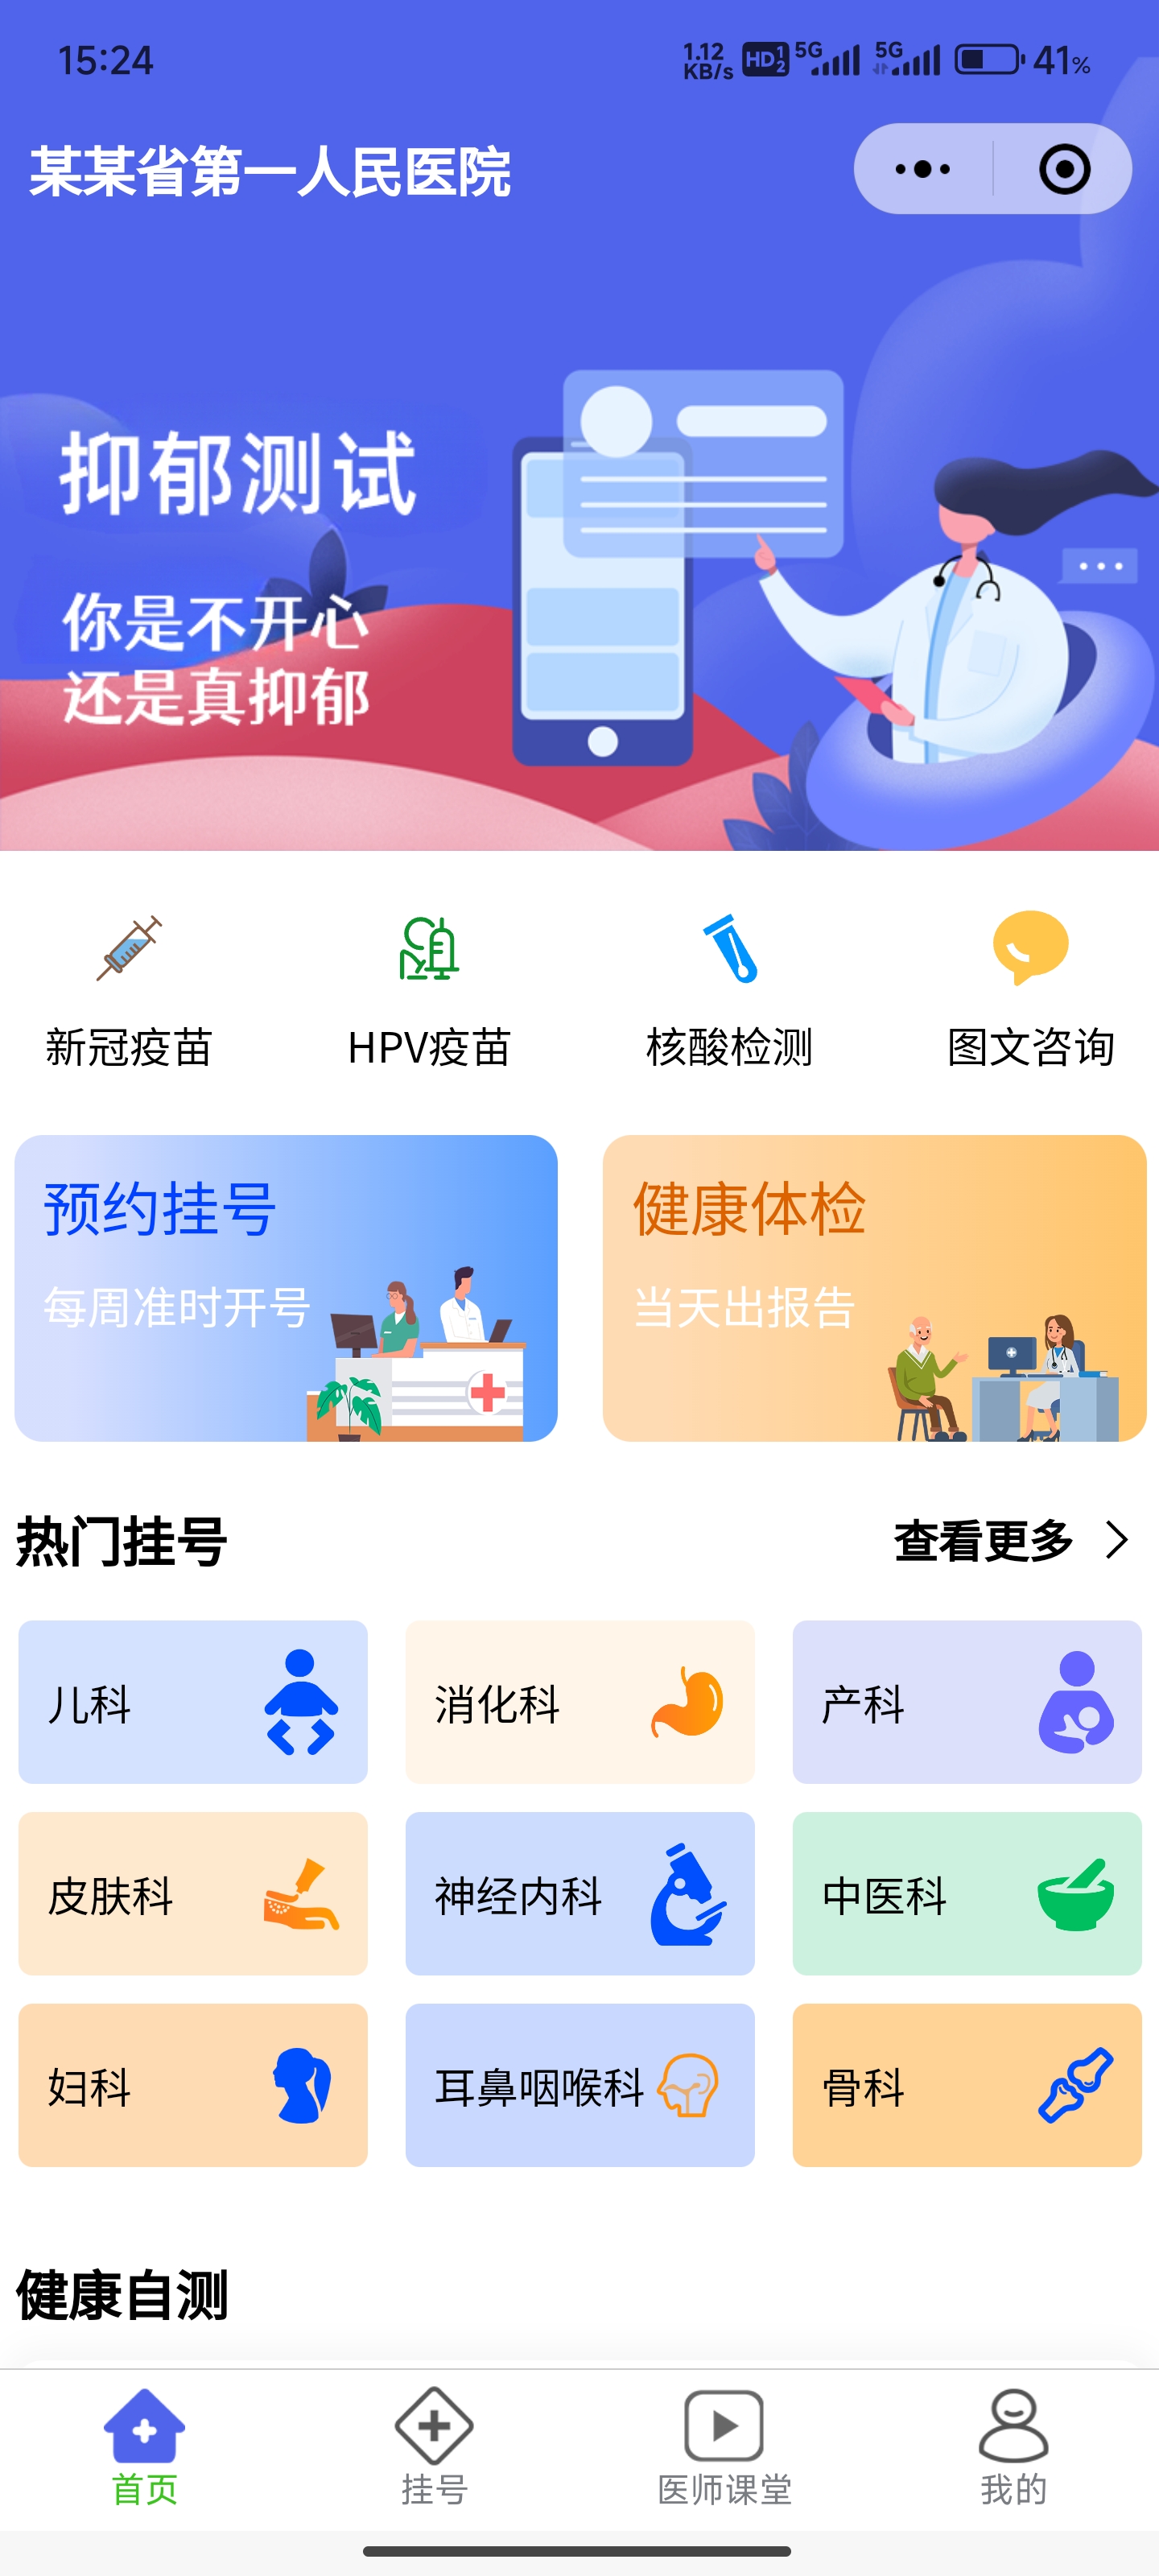 15:24
1.12 KB/s HD 1 2 5G 5G 41%
某某省第一人民医院
抑郁测试
你是不开心
还是真抑郁
新冠疫苗 HPV疫苗 核酸检测 图文咨询
预约挂号 健康体检
每周准时开号 当天出报告
热门挂号 查看更多
儿科 消化科 产科
皮肤科 神经内科 中医科
妇科 耳鼻咽喉科 骨科
健康自测
首页 挂号 医师课堂 我的